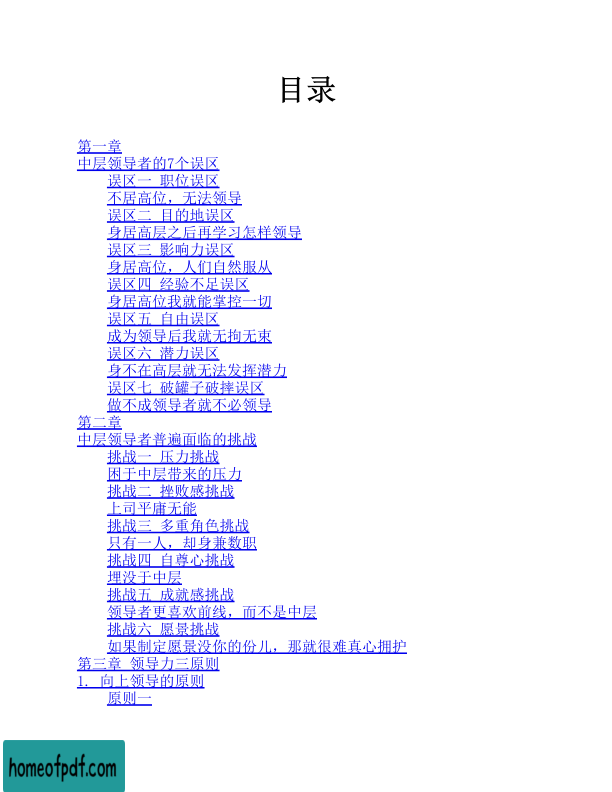 目录
第一章
中层领导者的7个误区
误区一 职位误区
不居高位，无法领导
误区二 目的地误区
身居高层之后再学习怎样领导
误区三 影响力误区
身居高位，人们自然服从
误区四 经验不足误区
身居高位我就能掌控一切
误区五 自由误区
成为领导后我就无拘无束
误区六 潜力误区
身不在高层就无法发挥潜力
误区七 破罐子破摔误区
做不成领导者就不必领导
第二章
中层领导者普遍面临的挑战
挑战一 压力挑战
困于中层带来的压力
挑战二 挫败感挑战
上司平庸无能
挑战三 多重角色挑战
只有一人，却身兼数职
挑战四 自尊心挑战
埋没于中层
挑战五 成就感挑战
领导者更喜欢前线，而不是中层
挑战六 愿景挑战
如果制定愿景没你的份儿，那就很难真心拥护
第三章 领导力三原则
1. 向上领导的原则
原则一
homeofpdf.com